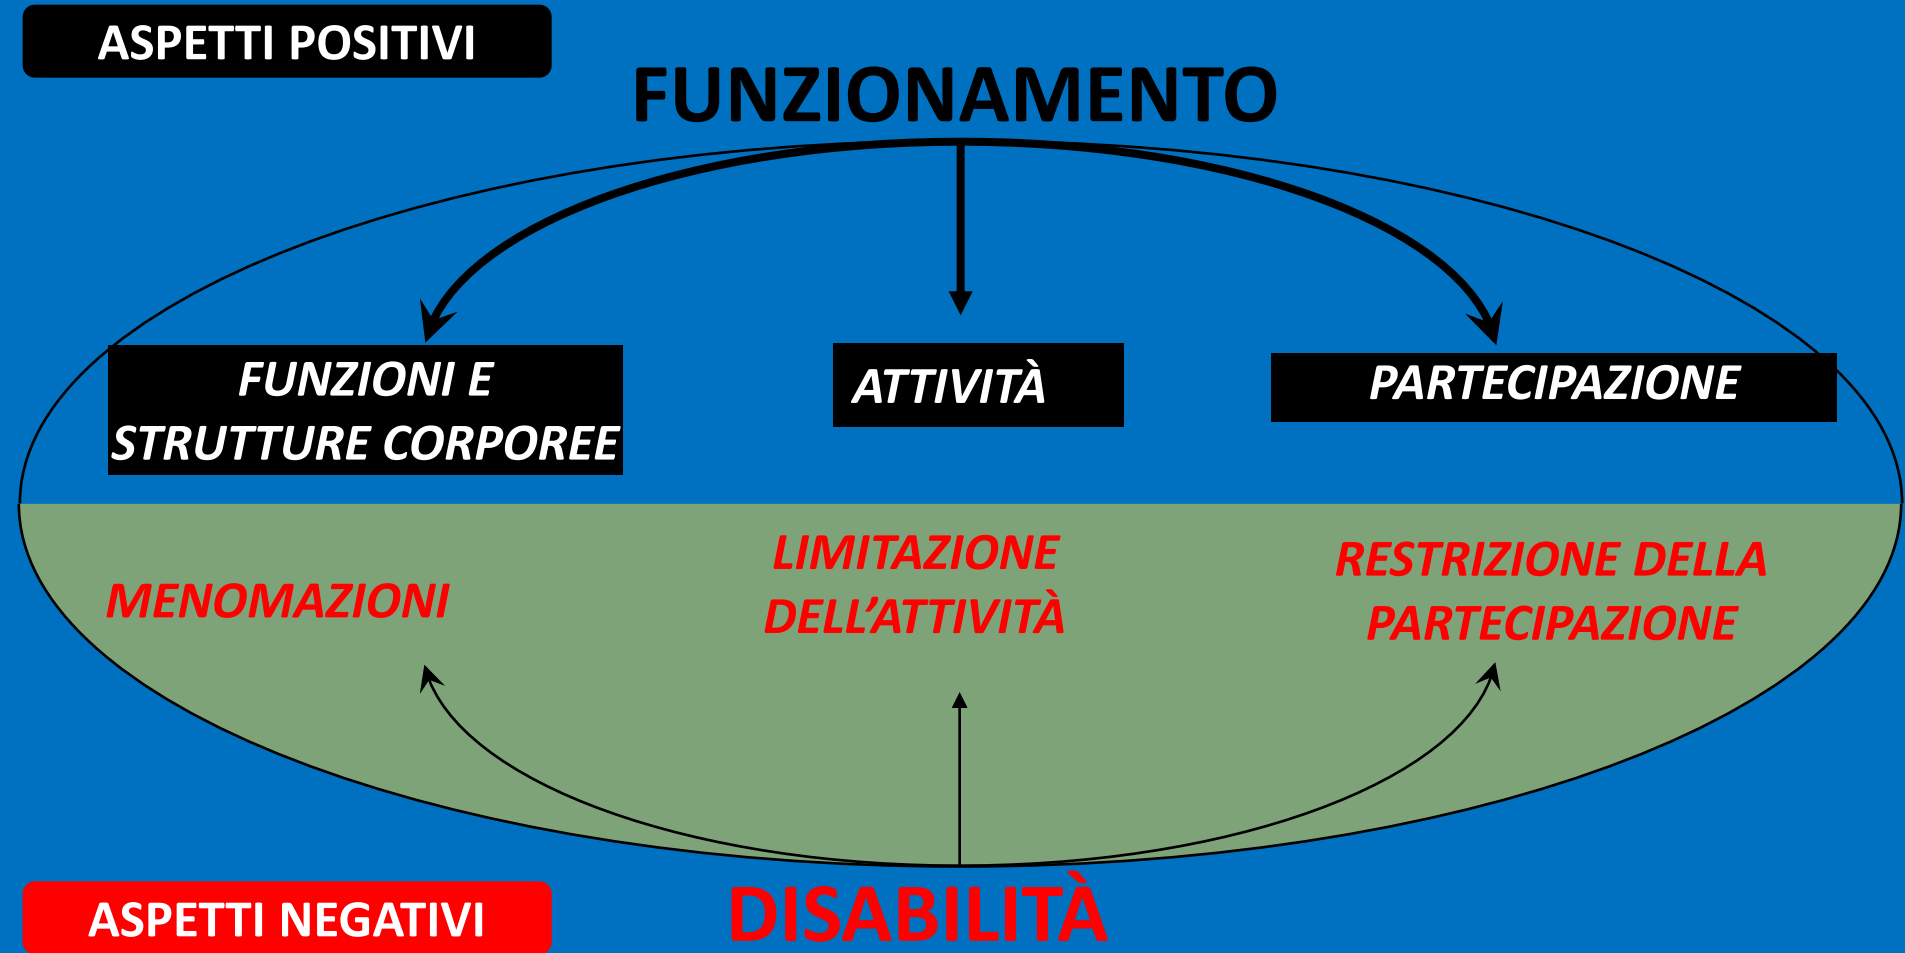 ASPETTI POSITIVI
FUNZIONAMENTO
FUNZIONI E
STRUTTURE CORPOREE
ATTIVITÀ
PARTECIPAZIONE
MENOMAZIONI
LIMITAZIONE
DELL’ATTIVITÀ
RESTRIZIONE DELLA
PARTECIPAZIONE
ASPETTI NEGATIVI
DISABILITÀ